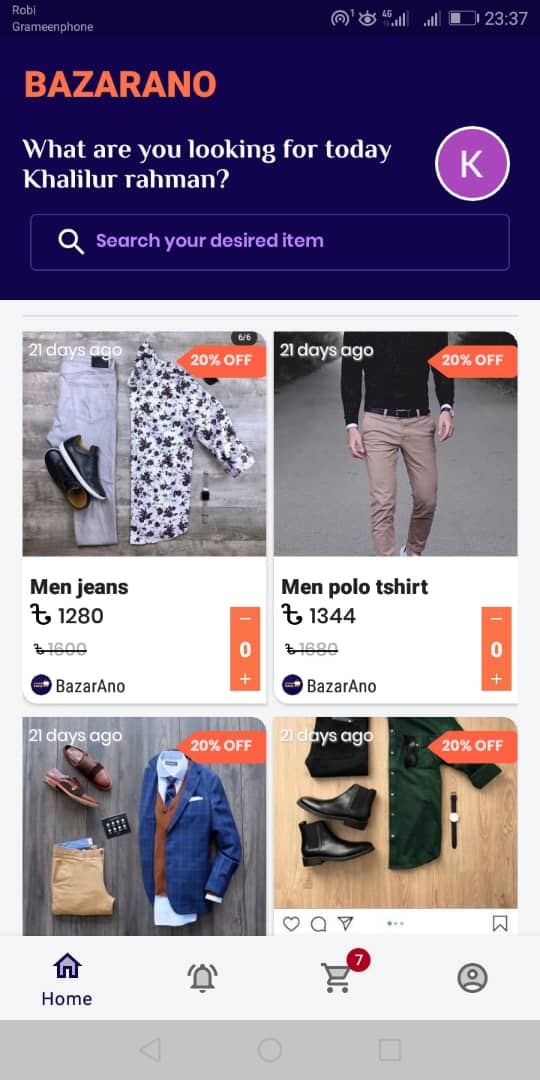 Robi
Grameenphone
1
4G
23:37
BAZARANO
What are you looking for today
Khalilur rahman?
K
Search your desired item
21 days ago
6/6
20% OFF
21 days ago
20% OFF
Men jeans
৳ 1280
৳ 1600
BazarAno
−
0
+
Men polo tshirt
৳ 1344
৳ 1680
BazarAno
−
0
+
21 days ago
20% OFF
21 days ago
20% OFF
7
Home